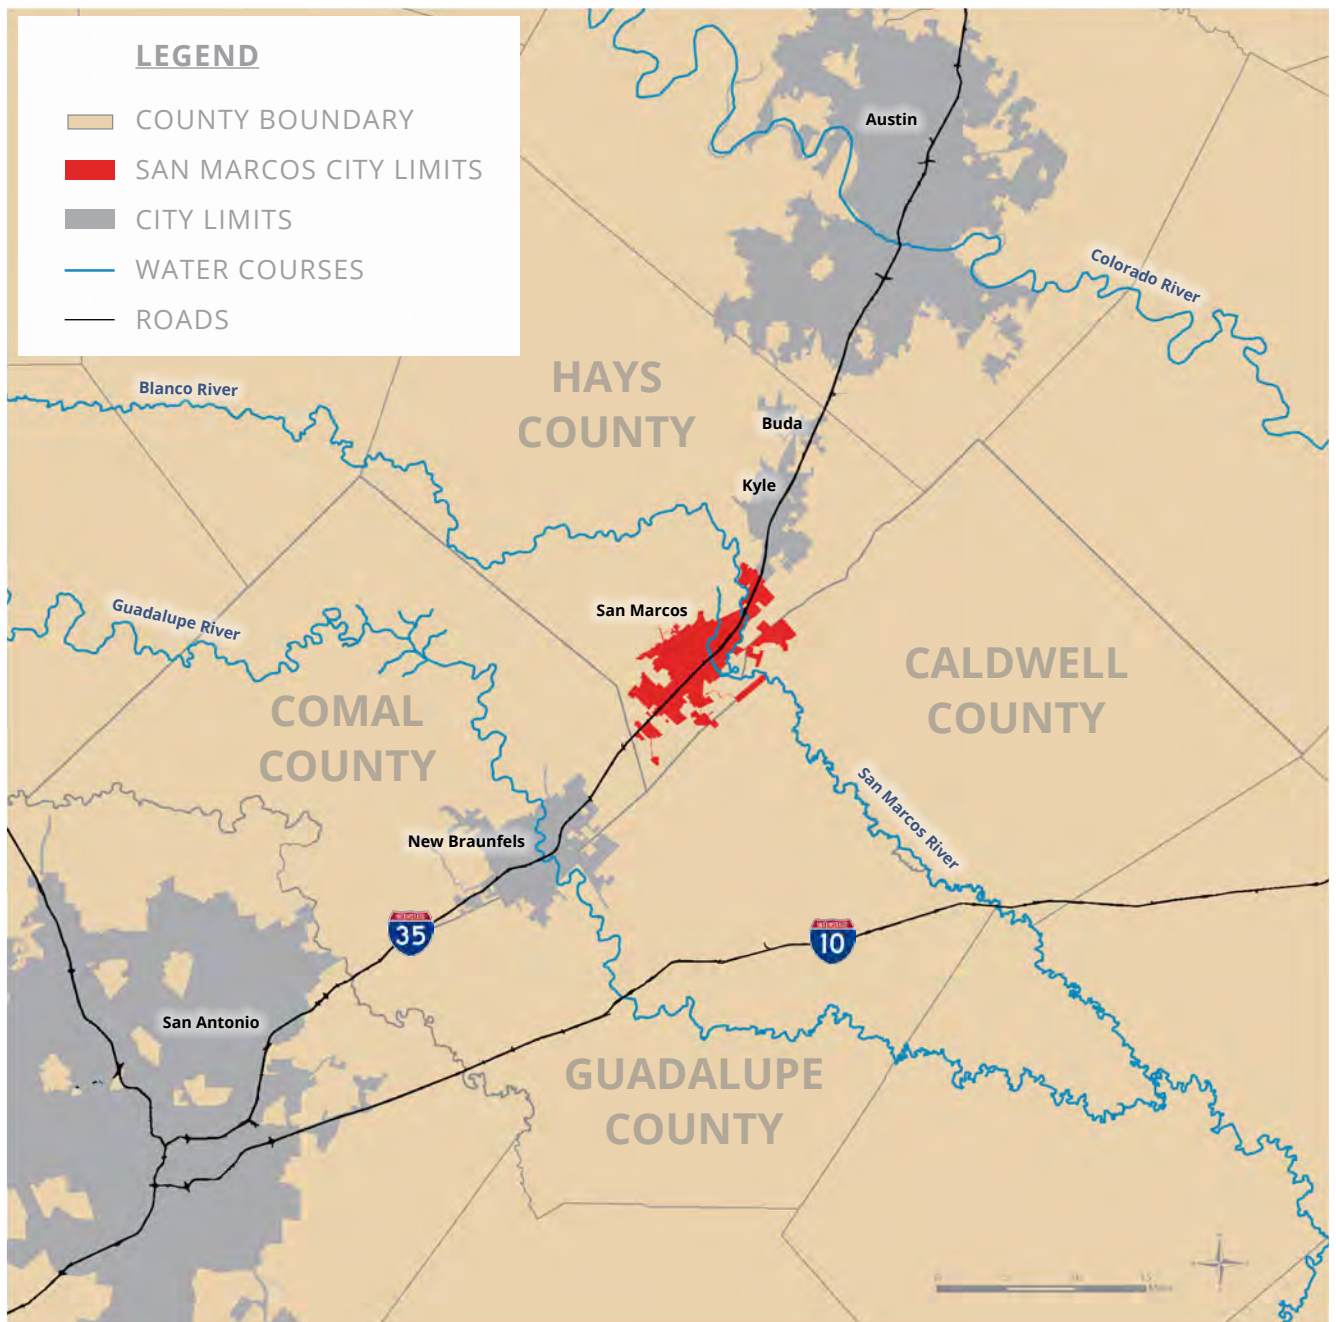 LEGEND
COUNTY BOUNDARY
SAN MARCOS CITY LIMITS
CITY LIMITS
WATER COURSES
ROADS
Austin
Colorado River
HAYS
COUNTY
Blanco River
Buda
Kyle
San Marcos
Guadalupe River
CALDWELL
COUNTY
COMAL
COUNTY
San Marcos River
New Braunfels
INTERSTATE
35
INTERSTATE
10
San Antonio
GUADALUPE
COUNTY